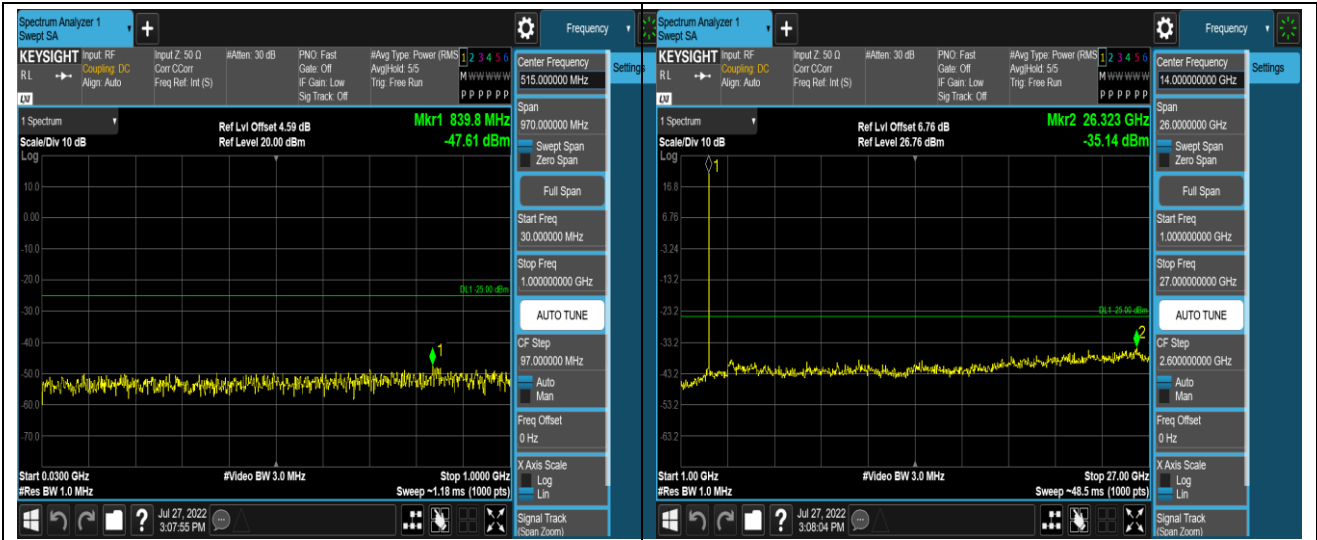 Spectrum Analyzer 1
Swept SA
+
Frequency
KEYSIGHT
Input: RF
Coupling: DC
Align: Auto
Input Z: 50 Ω
Corr CCorr
Freq Ref: Int (S)
#Atten: 30 dB
PNO: Fast
Gate: Off
IF Gain: Low
Sig Track: Off
#Avg Type: Power (RMS
Avg|Hold: 5/5
Trig: Free Run
1 2 3 4 5 6
M W W W W W
P P P P P P
RL
LXI
Center Frequency
515.000000 MHz
Settings
1 Spectrum
Scale/Div 10 dB
Ref Lvl Offset 4.59 dB
Ref Level 20.00 dBm
Mkr1 839.8 MHz
-47.61 dBm
Span
970.000000 MHz
Swept Span
Zero Span
Full Span
Start Freq
30.000000 MHz
Stop Freq
1.000000000 GHz
AUTO TUNE
CF Step
97.000000 MHz
Auto
Man
Freq Offset
0 Hz
X Axis Scale
Log
Lin
Signal Track
(Span Zoom)
Log
10.0
0.00
-10.0
-20.0
-30.0
-40.0
-50.0
-60.0
-70.0
DL1 -25.00 dBm
1
Start 0.0300 GHz
#Res BW 1.0 MHz
#Video BW 3.0 MHz
Stop 1.0000 GHz
Sweep ~1.18 ms (1000 pts)
?
Jul 27, 2022
3:07:55 PM
Spectrum Analyzer 1
Swept SA
+
Frequency
KEYSIGHT
Input: RF
Coupling: DC
Align: Auto
Input Z: 50 Ω
Corr CCorr
Freq Ref: Int (S)
#Atten: 30 dB
PNO: Fast
Gate: Off
IF Gain: Low
Sig Track: Off
#Avg Type: Power (RMS
Avg|Hold: 5/5
Trig: Free Run
1 2 3 4 5 6
M W W W W W
P P P P P P
RL
LXI
Center Frequency
14.000000000 GHz
Settings
1 Spectrum
Scale/Div 10 dB
Ref Lvl Offset 6.76 dB
Ref Level 26.76 dBm
Mkr2 26.323 GHz
-35.14 dBm
Span
26.0000000 GHz
Swept Span
Zero Span
Full Span
Start Freq
1.000000000 GHz
Stop Freq
27.000000000 GHz
AUTO TUNE
CF Step
2.600000000 GHz
Auto
Man
Freq Offset
0 Hz
X Axis Scale
Log
Lin
Signal Track
(Span Zoom)
Log
1
16.8
6.76
-3.24
-13.2
-23.2
-33.2
-43.2
-53.2
-63.2
DL1 -25.00 dBm
2
Start 1.00 GHz
#Res BW 1.0 MHz
#Video BW 3.0 MHz
Stop 27.00 GHz
Sweep ~48.5 ms (1000 pts)
?
Jul 27, 2022
3:08:04 PM